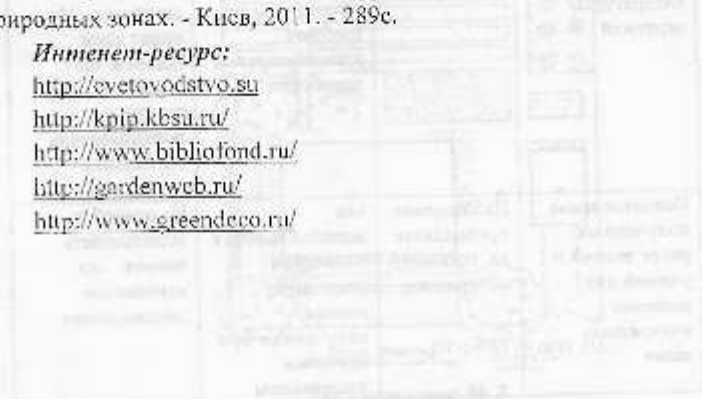 риродных зонах. - Киев, 2011. - 289с.
Интенет-ресурс:
http://cvetovodstvo.su
http://kpip.kbsu.ru/
http://www.bibliofond.ru/
http://gardenweb.ru/
http://www.greendeco.ru/